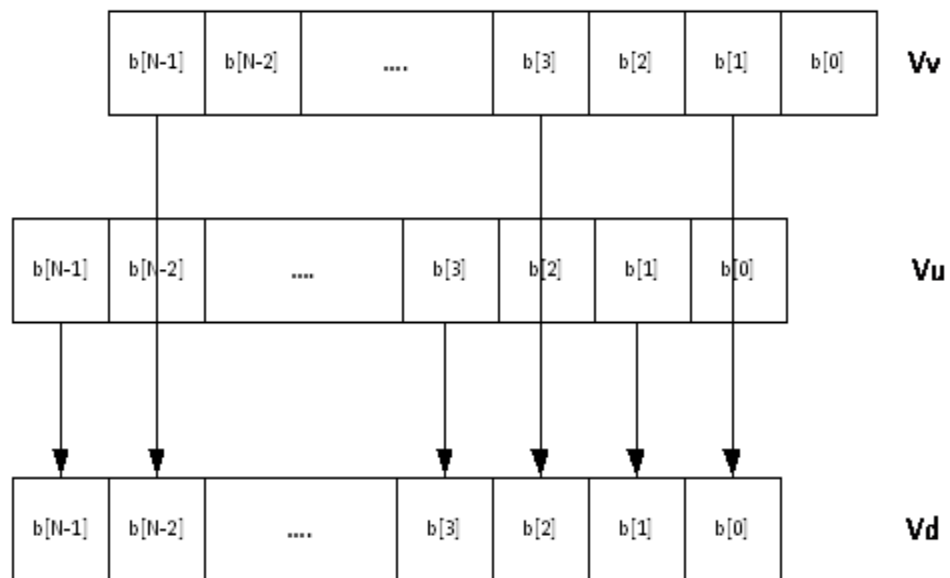 b[N-1] b[N-2] .... b[3] b[2] b[1] b[0] Vv
b[N-1] b[N-2] .... b[3] b[2] b[1] b[0] Vu
b[N-1] b[N-2] .... b[3] b[2] b[1] b[0] Vd